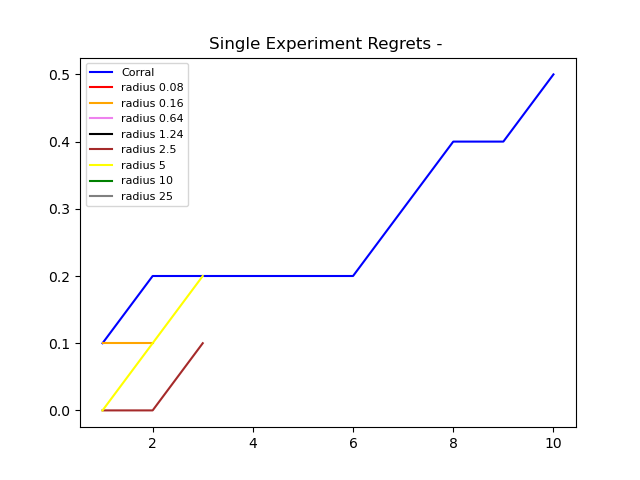 Single Experiment Regrets -
Corral
radius 0.08
radius 0.16
radius 0.64
radius 1.24
radius 2.5
radius 5
radius 10
radius 25
0.5
0.4
0.3
0.2
0.1
0.0
2 4 6 8 10